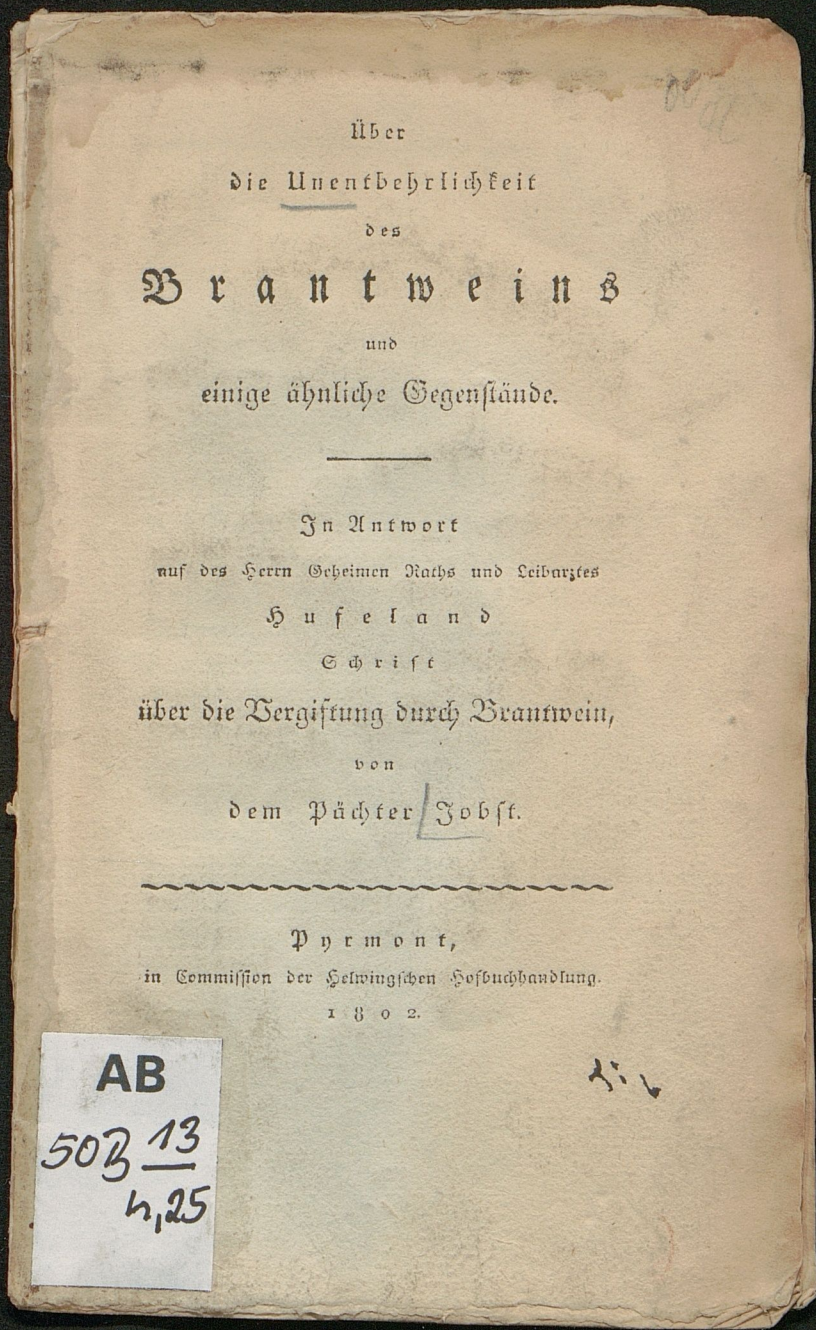 Über
die Unentbehrlichkeit
des
Brantweins
und
einige ähnliche Gegenstände.
In Antwort
auf des Herrn Geheimen Raths und Leibarztes
Hufeland
Schrift
über die Vergiftung durch Brantwein,
von
dem Pächter Jobst.
Pyrmont,
in Commission der Helwingschen Hofbuchhandlung.
1802.
AB
50B 13
h,25